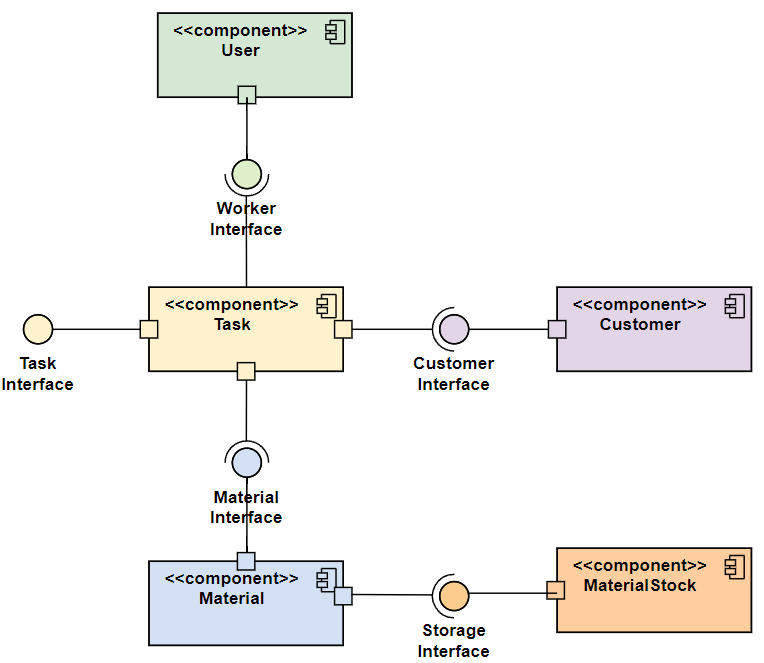 <<component>>
User
Worker
Interface
<<component>>
Task
<<component>>
Customer
Task
Interface
Customer
Interface
Material
Interface
<<component>>
Material
<<component>>
MaterialStock
Storage
Interface